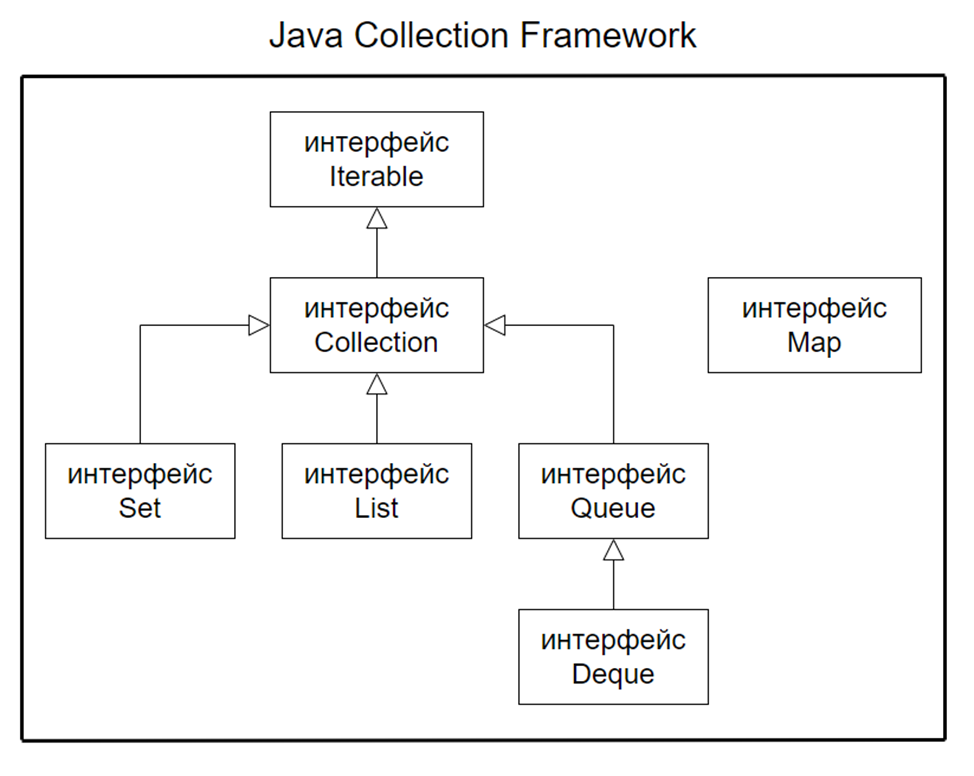 Java Collection Framework
интерфейс
Iterable
интерфейс
Collection
интерфейс
Map
интерфейс
Set
интерфейс
List
интерфейс
Queue
интерфейс
Deque